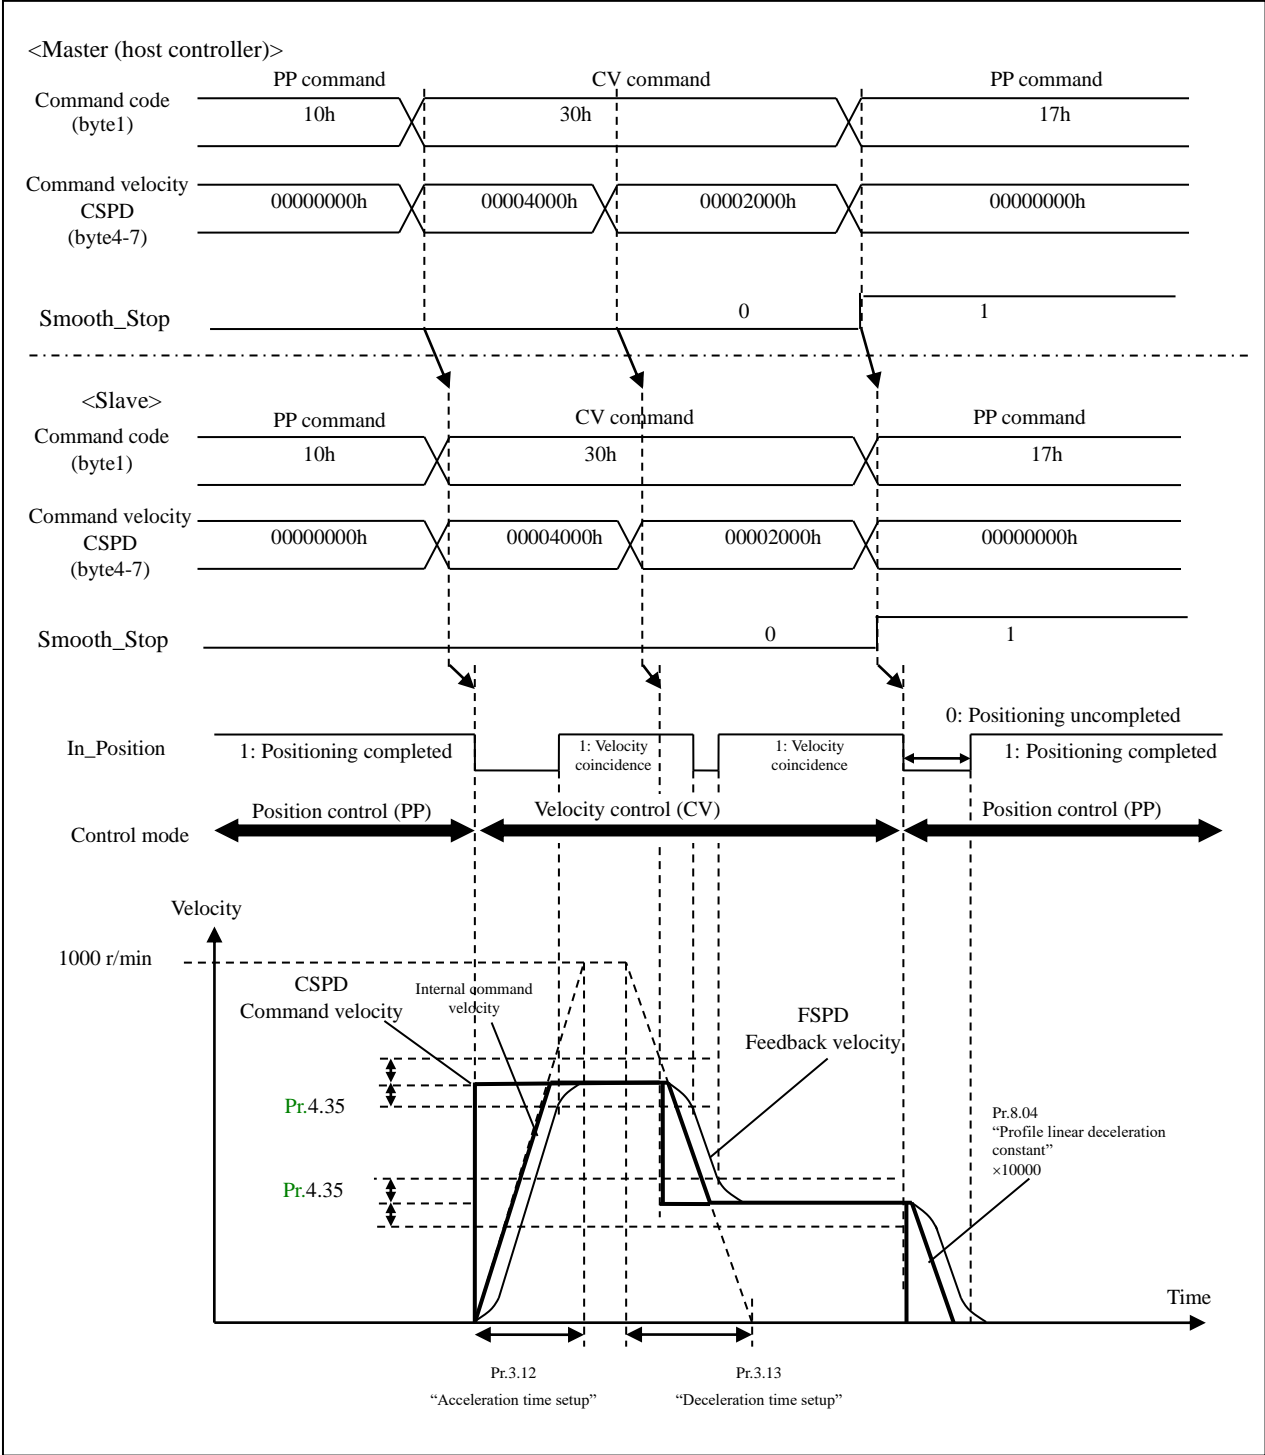 <Master (host controller)>
PP command
CV command
PP command
Command code
(byte1)
10h
30h
17h
Command velocity
CSPD
(byte4-7)
00000000h
00004000h
00002000h
00000000h
Smooth_Stop
0
1
<Slave>
PP command
CV command
PP command
Command code
(byte1)
10h
30h
17h
Command velocity
CSPD
(byte4-7)
00000000h
00004000h
00002000h
00000000h
Smooth_Stop
0
1
0: Positioning uncompleted
In_Position
1: Positioning completed
1: Velocity
coincidence
1: Velocity
coincidence
1: Positioning completed
Control mode
Position control (PP)
Velocity control (CV)
Position control (PP)
Velocity
1000 r/min
CSPD
Command velocity
Internal command
velocity
FSPD
Feedback velocity
Pr.4.35
Pr.4.35
Pr.8.04
“Profile linear deceleration
constant”
×10000
Time
Pr.3.12
“Acceleration time setup”
Pr.3.13
“Deceleration time setup”